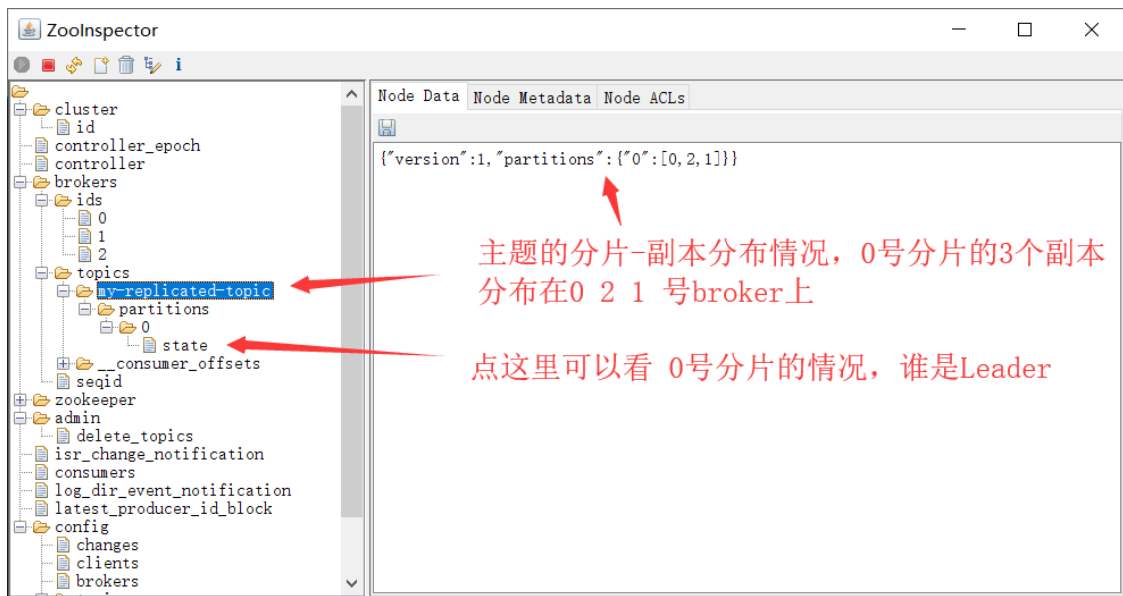 ZooInspector
cluster
id
controller_epoch
controller
brokers
ids
0
1
2
topics
my-replicated-topic
partitions
0
state
__consumer_offsets
seqid
zookeeper
admin
delete_topics
isr_change_notification
consumers
log_dir_event_notification
latest_producer_id_block
config
changes
clients
brokers
Node Data Node Metadata Node ACLs
{"version":1,"partitions":{"0":[0,2,1]}}
主题的分片-副本分布情况，0号分片的3个副本
分布在0 2 1 号broker上
点这里可以看 0号分片的情况，谁是Leader